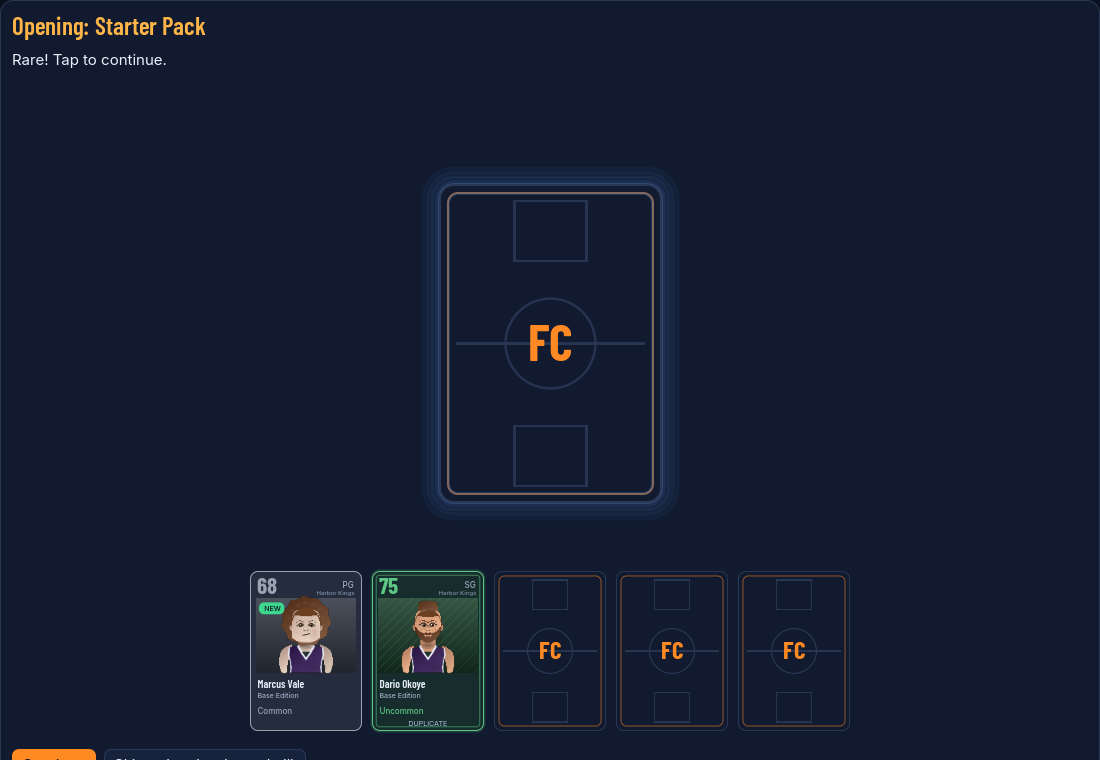 Opening: Starter Pack
Rare! Tap to continue.
FC
68
PG
Harbor Kings
NEW
Marcus Vale
Base Edition
Common
75
SG
Harbor Kings
Dario Okoye
Base Edition
Uncommon
DUPLICATE
FC
FC
FC